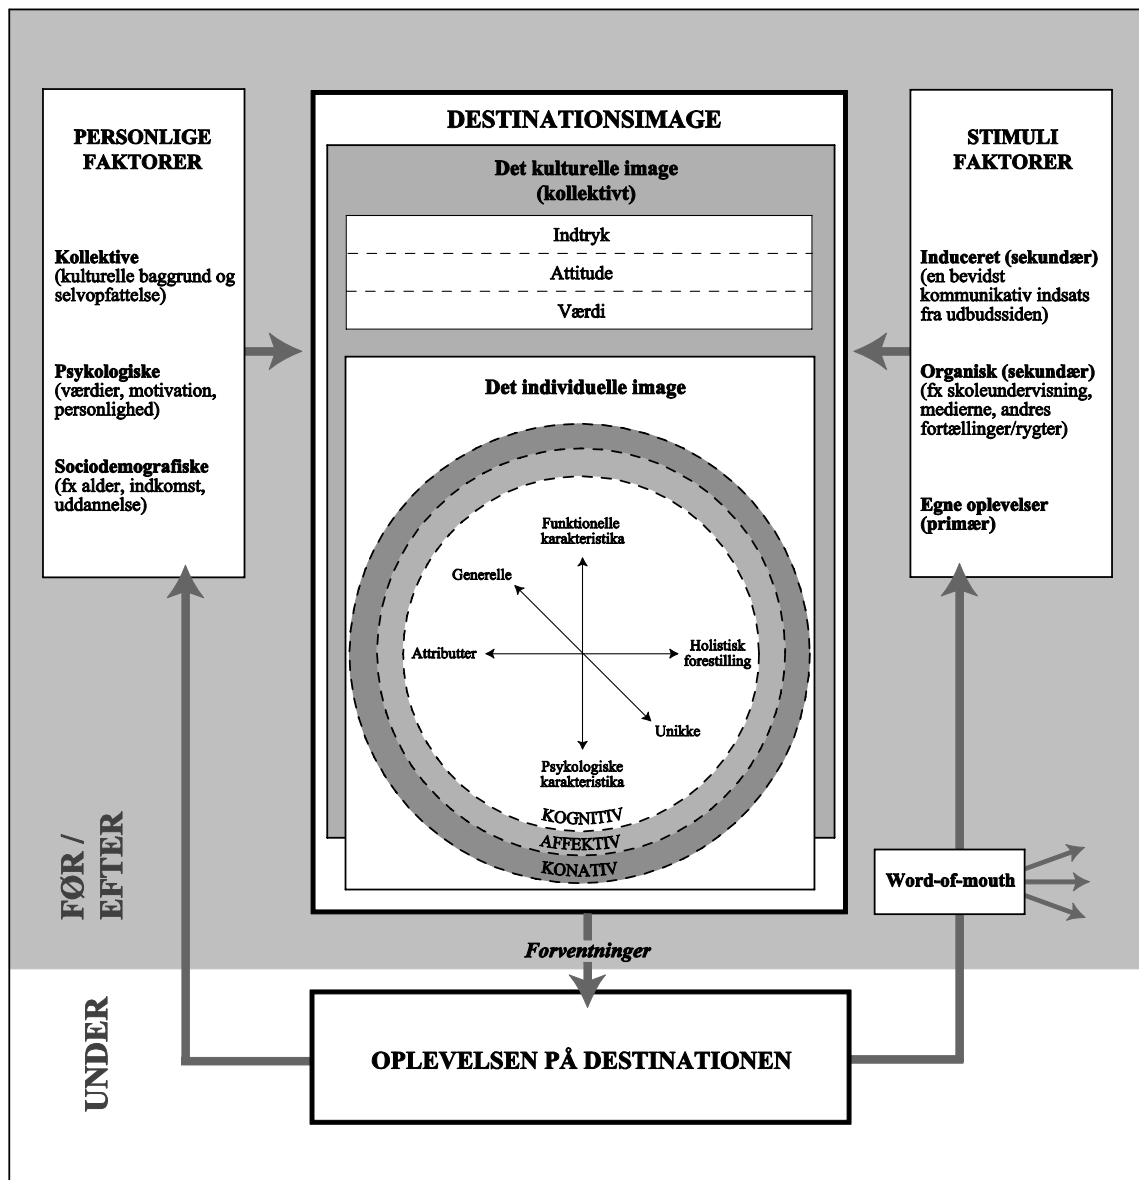 PERSONLIGE
FAKTORER
Kollektive
(kulturelle baggrund og
selvopfattelse)
Psykologiske
(værdier, motivation,
personlighed)
Sociodemografiske
(fx alder, indkomst,
uddannelse)
DESTINATIONSIMAGE
Det kulturelle image
(kollektivt)
Indtryk
Attitude
Værdi
Det individuelle image
Funktionelle
karakteristika
Generelle
Attributter
Holistisk
forestilling
Unikke
Psykologiske
karakteristika
KOGNITIV
AFFEKTIV
KONATIV
STIMULI
FAKTORER
Induceret (sekundær)
(en bevidst
kommunikativ indsats
fra udbudssiden)
Organisk (sekundær)
(fx skoleundervisning,
medierne, andres
fortællinger/rygter)
Egne oplevelser
(primær)
FØR /
EFTER
Word-of-mouth
Forventninger
UNDER
OPLEVELSEN PÅ DESTINATIONEN